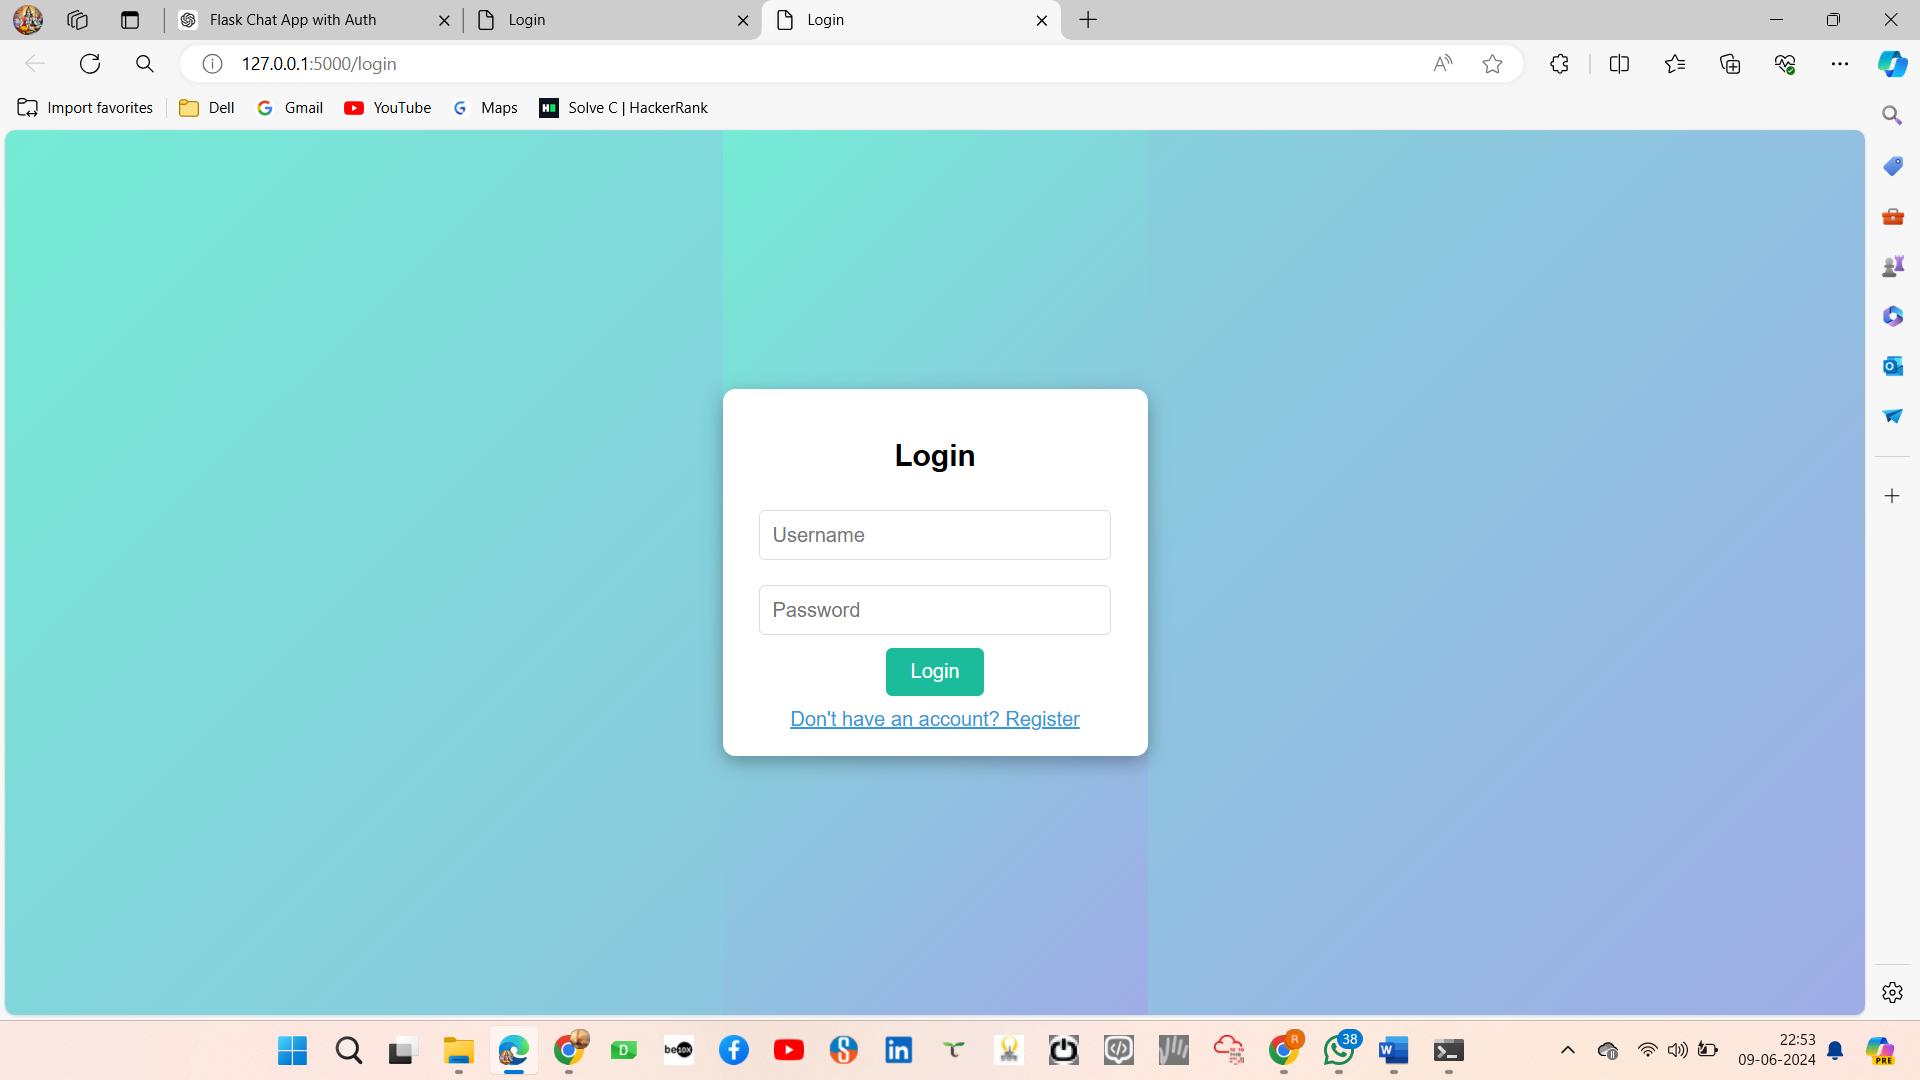 Flask Chat App with Auth
Login
Login
127.0.0.1:5000/login
Import favorites
Dell
Gmail
YouTube
Maps
Solve C | HackerRank
Login
Username
Password
Login
Don't have an account? Register
38
R
22:53
09-06-2024
PRE